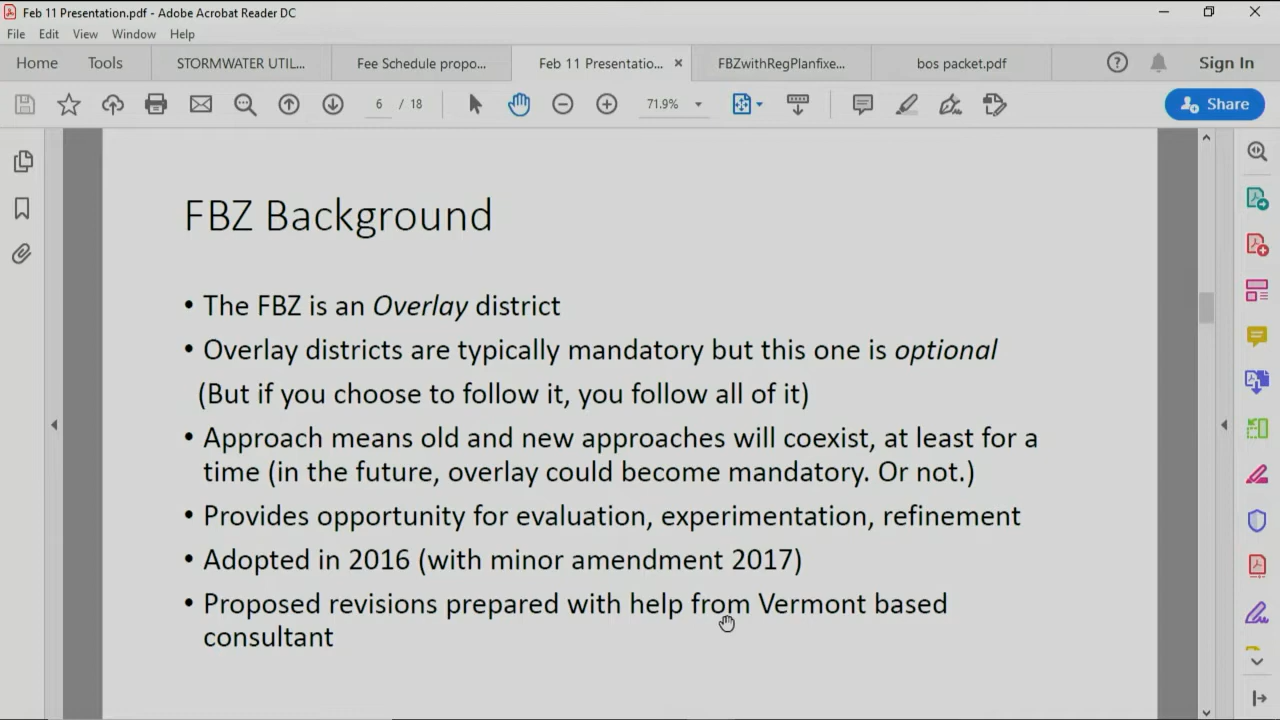 Feb 11 Presentation.pdf - Adobe Acrobat Reader DC
File Edit View Window Help
Home Tools STORMWATER UTIL... Fee Schedule propo... Feb 11 Presentatio... × FBZwithRegPlanfixe... bos packet.pdf Sign In
6 / 18 71.9% Share
FBZ Background
• The FBZ is an Overlay district
• Overlay districts are typically mandatory but this one is optional
(But if you choose to follow it, you follow all of it)
• Approach means old and new approaches will coexist, at least for a
time (in the future, overlay could become mandatory. Or not.)
• Provides opportunity for evaluation, experimentation, refinement
• Adopted in 2016 (with minor amendment 2017)
• Proposed revisions prepared with help from Vermont based
consultant